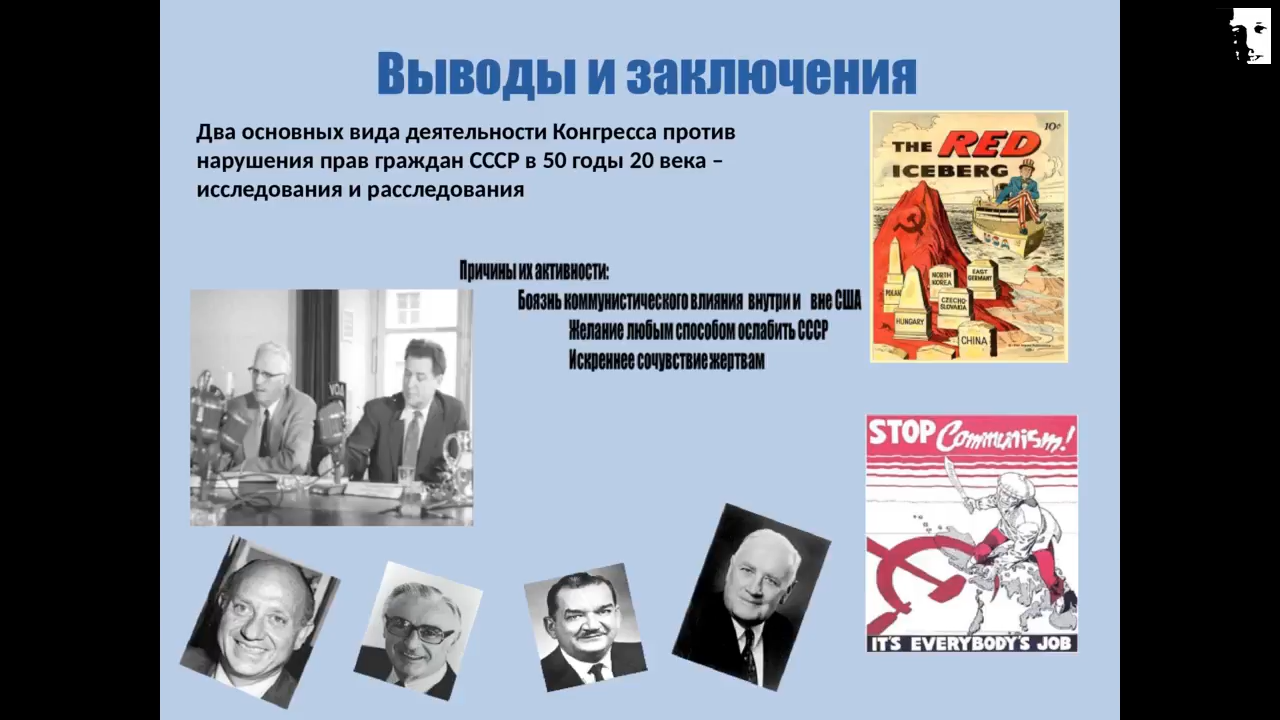 Выводы и заключения
Два основных вида деятельности Конгресса против
нарушения прав граждан СССР в 50 годы 20 века –
исследования и расследования
Причины их активности:
Боязнь коммунистического влияния внутри и вне США
Желание любым способом ослабить СССР
Искреннее сочувствие жертвам
THE RED 10¢
ICEBERG
USA
NORTH
KOREA
EAST
GERMANY
POLAND
CZECHO-
SLOVAKIA
HUNGARY
CHINA
VOA
STOP Communism!
IT'S EVERYBODY'S JOB